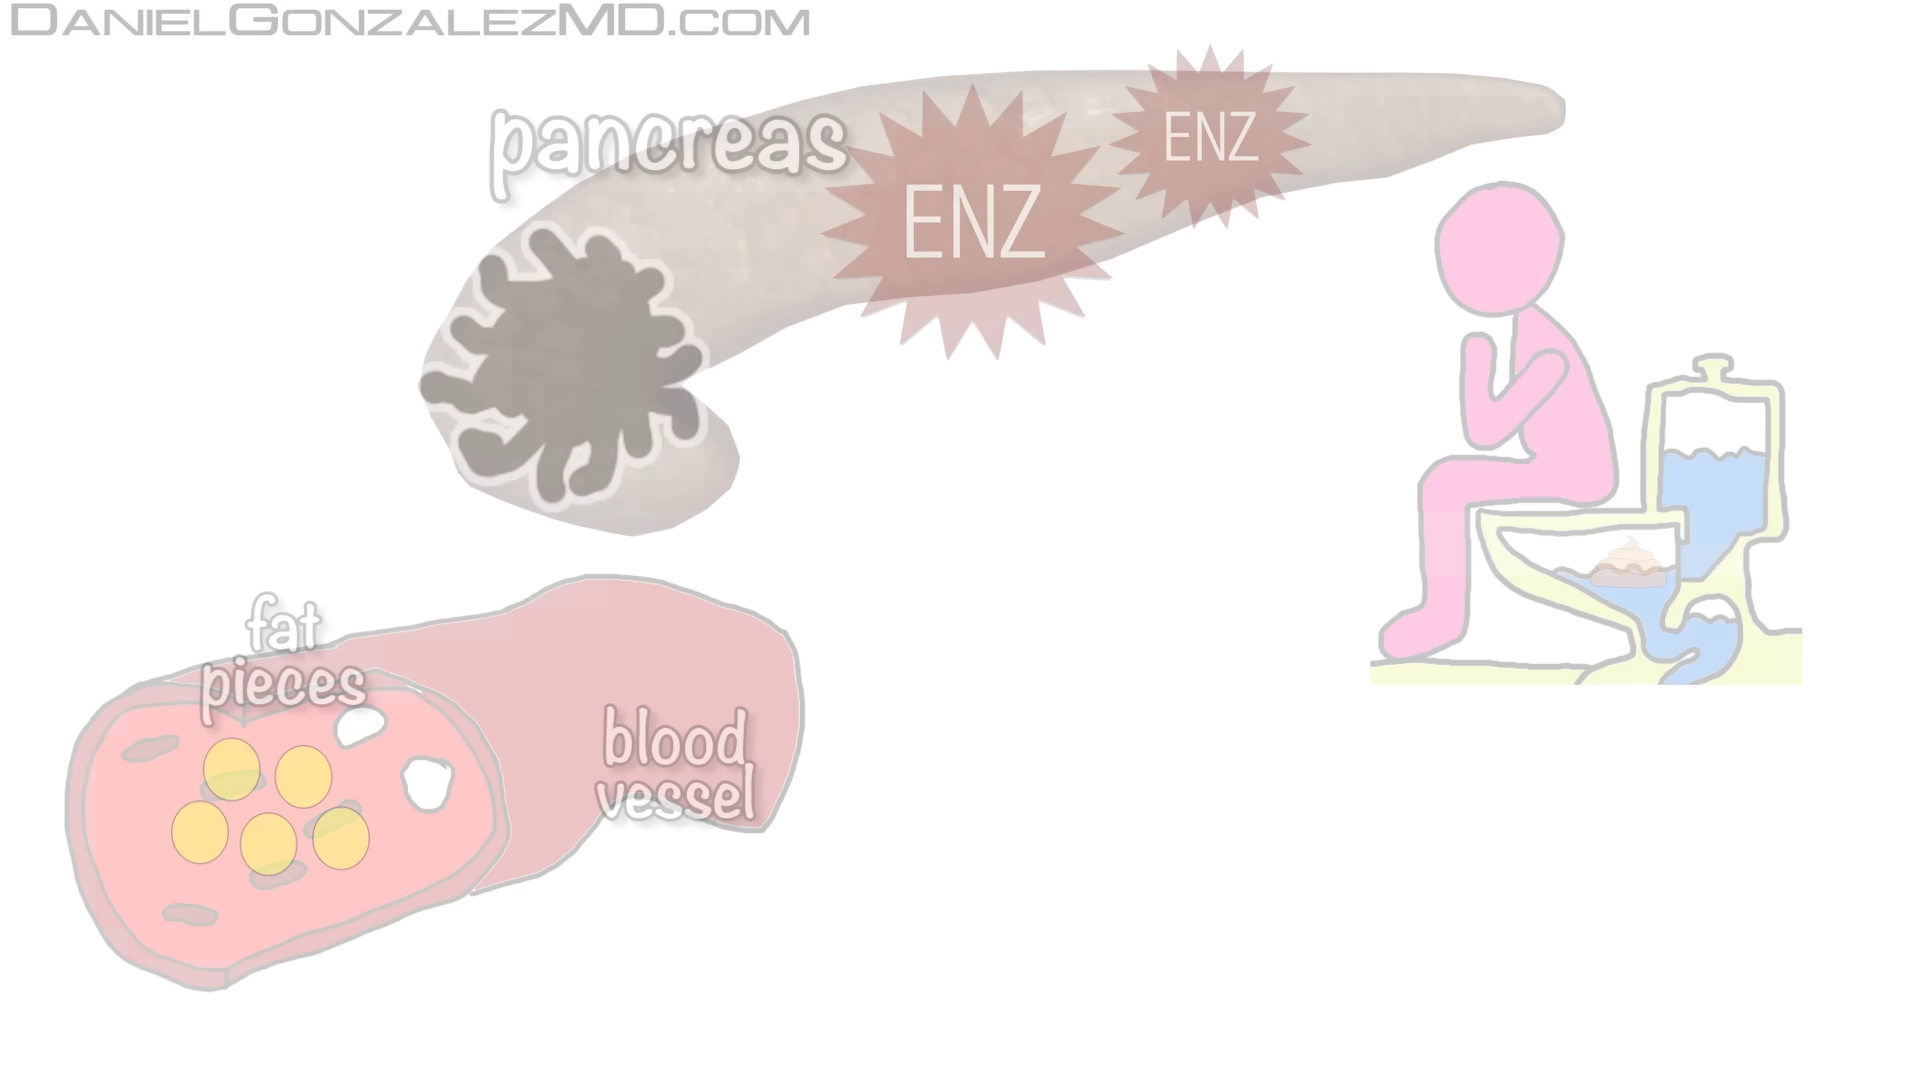 DANIELGONZALEZMD.COM
pancreas
ENZ
ENZ
fat
pieces
blood
vessel